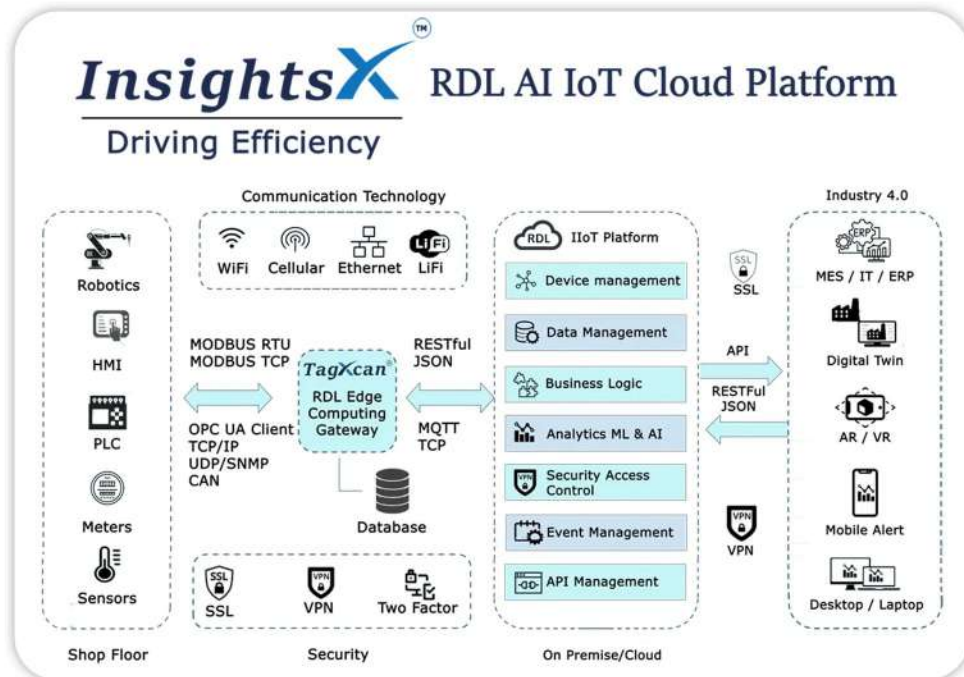 InsightsX™
RDL AI IoT Cloud Platform
Driving Efficiency
Communication Technology
WiFi
Cellular
Ethernet
LiFi
LiFi
Robotics
HMI
PLC
Meters
Sensors
Shop Floor
MODBUS RTU
MODBUS TCP
OPC UA Client
TCP/IP
UDP/SNMP
CAN
TagXcan®
RDL Edge
Computing
Gateway
Database
RESTful
JSON
MQTT
TCP
SSL
SSL
VPN
VPN
Two Factor
Security
RDL
IIoT Platform
Device management
Data Management
Business Logic
Analytics ML & AI
VPN
Security Access
Control
Event Management
API Management
On Premise/Cloud
SSL
SSL
API
RESTFul
JSON
VPN
VPN
Industry 4.0
ERP
MES / IT / ERP
Digital Twin
AR / VR
Mobile Alert
Desktop / Laptop